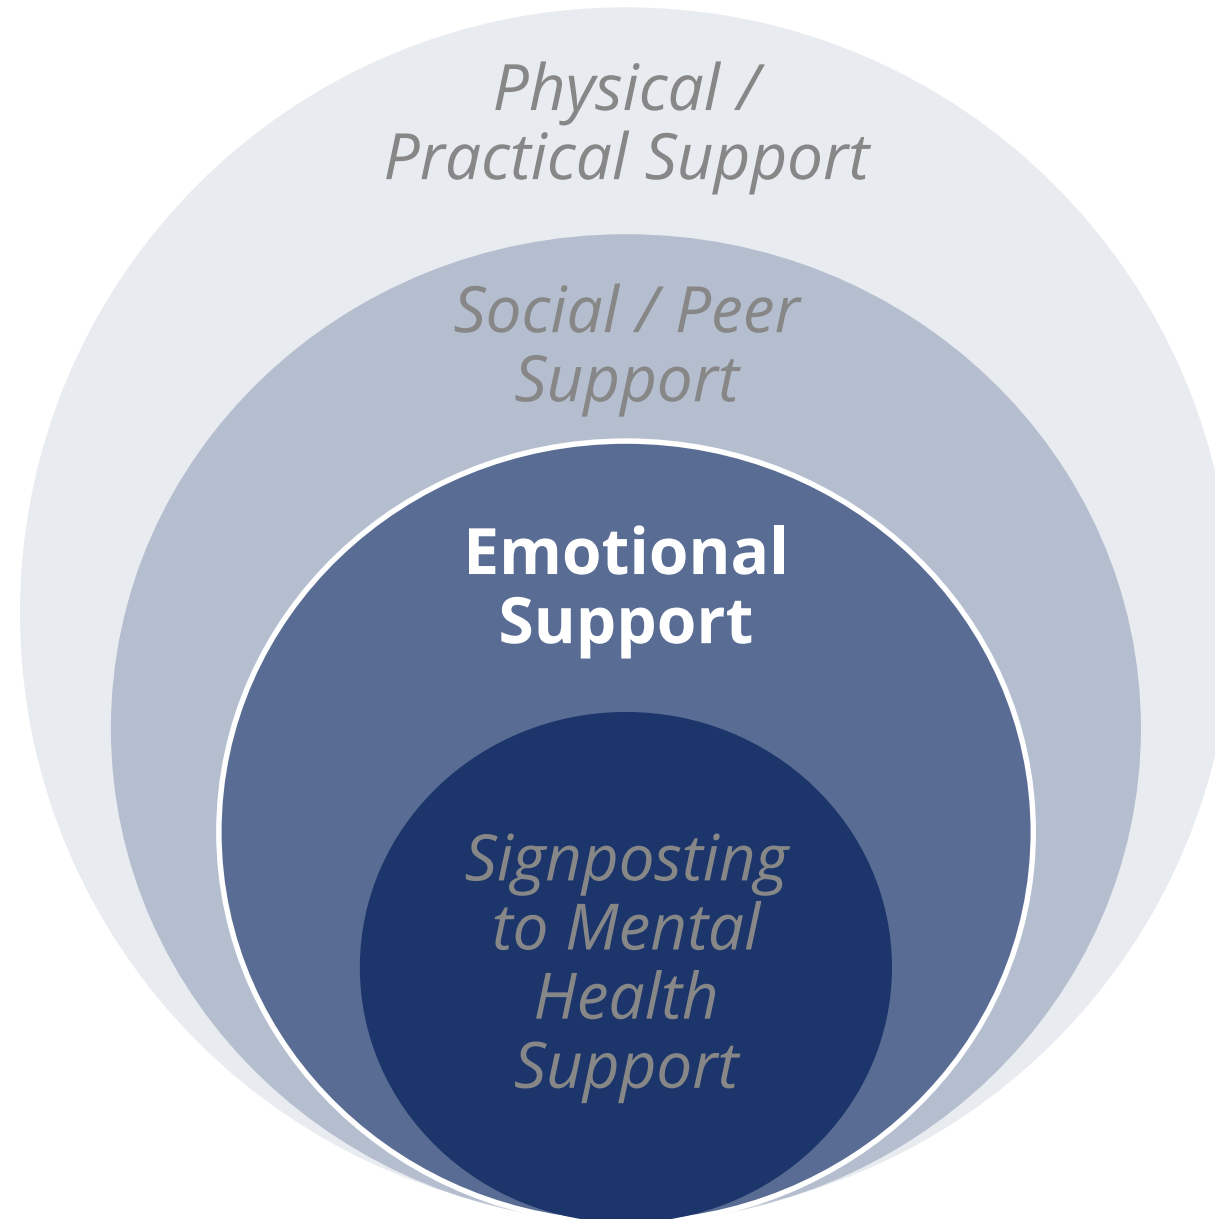 Physical /
Practical Support
Social / Peer
Support
Emotional
Support
Signposting
to Mental
Health
Support